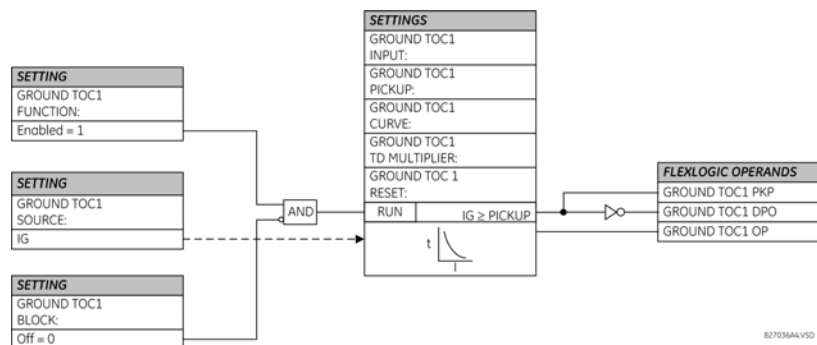 SETTING
GROUND TOC1
FUNCTION:
Enabled = 1
SETTING
GROUND TOC1
SOURCE:
IG
SETTING
GROUND TOC1
BLOCK:
Off = 0
AND
SETTINGS
GROUND TOC1
INPUT:
GROUND TOC1
PICKUP:
GROUND TOC1
CURVE:
GROUND TOC1
TD MULTIPLIER:
GROUND TOC 1
RESET:
RUN
IG ≥ PICKUP
t
I
FLEXLOGIC OPERANDS
GROUND TOC1 PKP
GROUND TOC1 DPO
GROUND TOC1 OP
827036A4.VSD